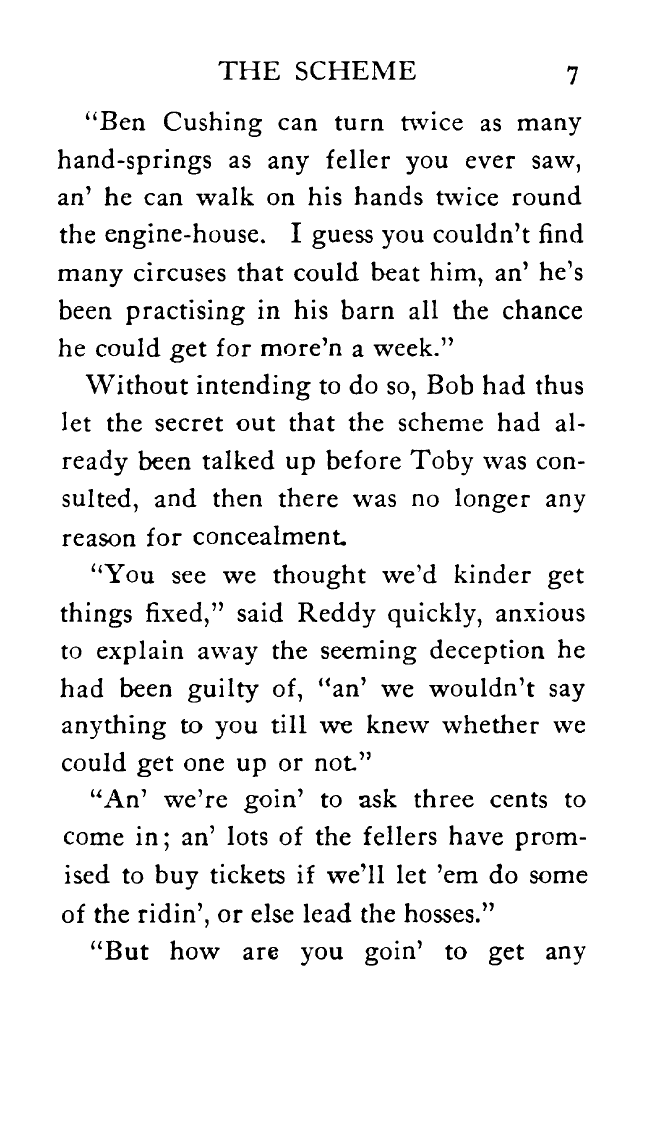 THE SCHEME 7
“Ben Cushing can turn twice as many
hand-springs as any feller you ever saw,
an’ he can walk on his hands twice round
the engine-house. I guess you couldn’t find
many circuses that could beat him, an’ he’s
been practising in his barn all the chance
he could get for more’n a week.”
Without intending to do so, Bob had thus
let the secret out that the scheme had al-
ready been talked up before Toby was con-
sulted, and then there was no longer any
reason for concealment.
“You see we thought we’d kinder get
things fixed,” said Reddy quickly, anxious
to explain away the seeming deception he
had been guilty of, “an’ we wouldn’t say
anything to you till we knew whether we
could get one up or not.”
“An’ we’re goin’ to ask three cents to
come in; an’ lots of the fellers have prom-
ised to buy tickets if we’ll let ’em do some
of the ridin’, or else lead the hosses.”
“But how are you goin’ to get any